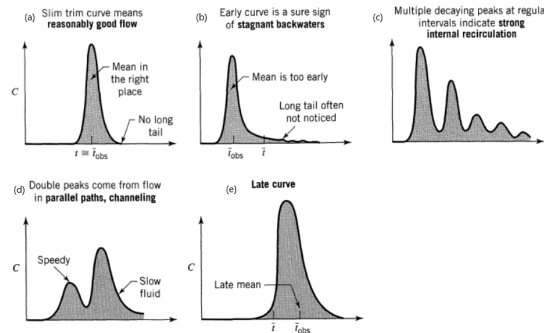 (a) Slim trim curve means
reasonably good flow
C
Mean in
the right
place
No long
tail
t ≅ t̄obs
(b) Early curve is a sure sign
of stagnant backwaters
Mean is too early
Long tail often
not noticed
t̄obs
t̄
(c) Multiple decaying peaks at regula
intervals indicate strong
internal recirculation
(d) Double peaks come from flow
in parallel paths, channeling
C
Speedy
Slow
fluid
(e) Late curve
C
Late mean
t̄
t̄obs